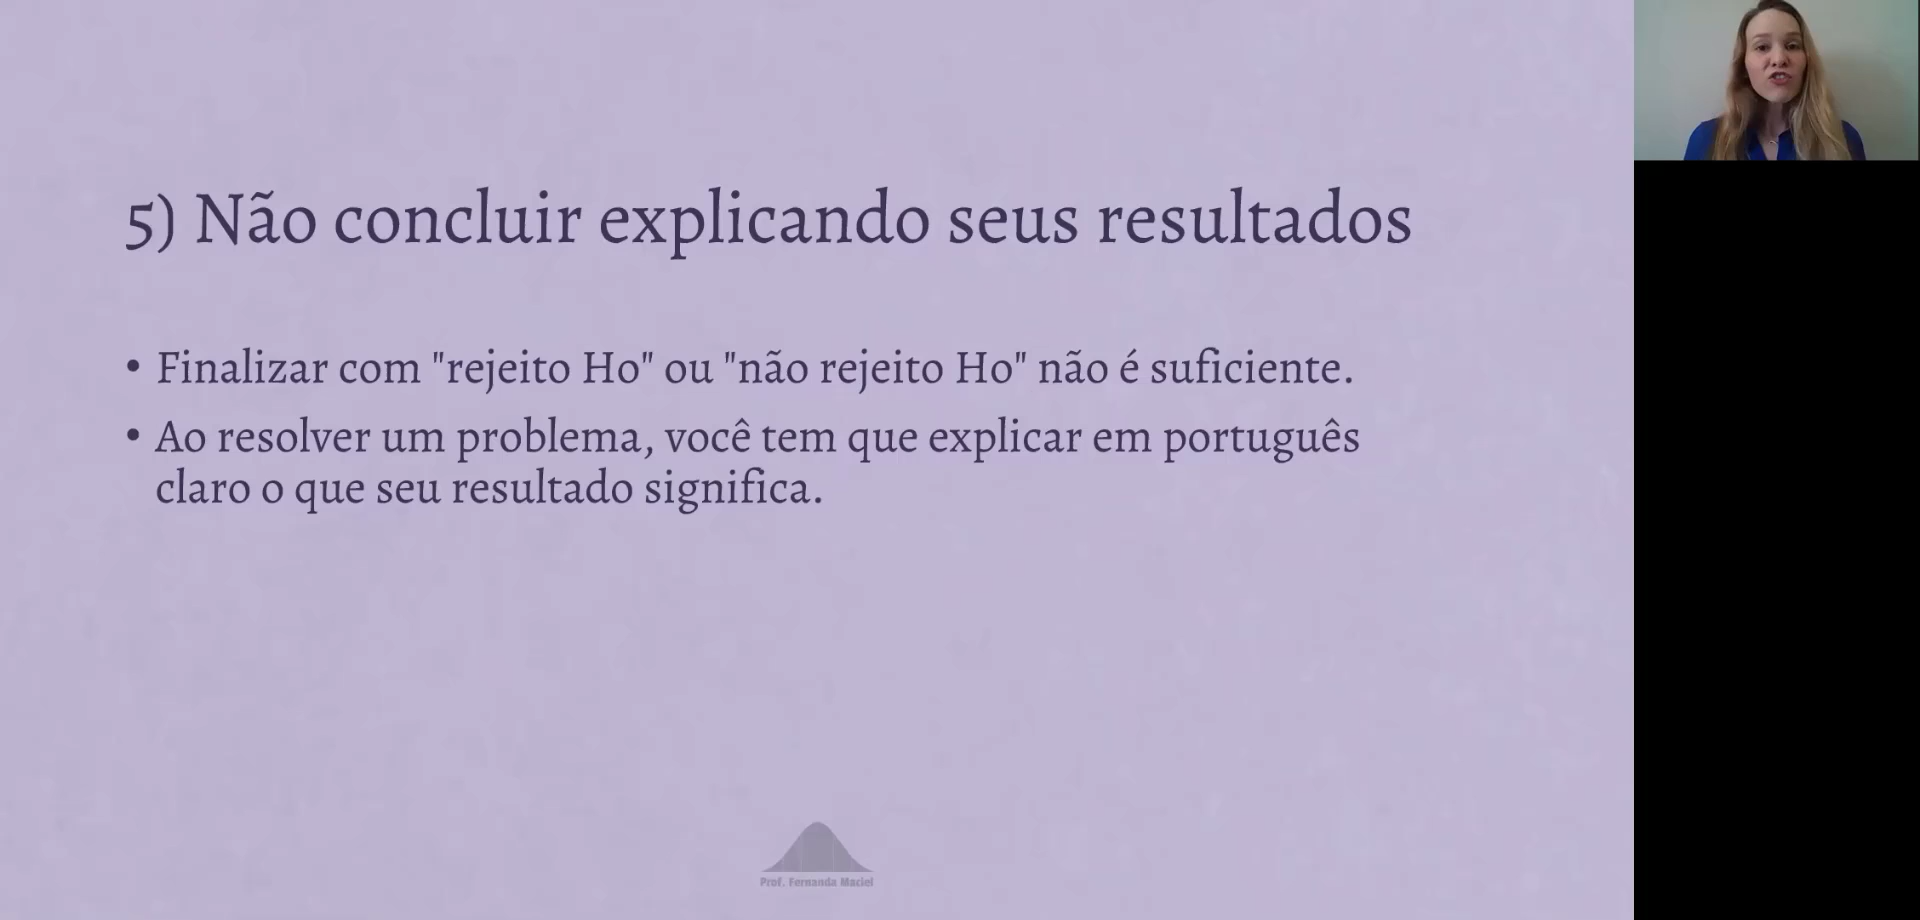 5) Não concluir explicando seus resultados
• Finalizar com "rejeito Ho" ou "não rejeito Ho" não é suficiente.
• Ao resolver um problema, você tem que explicar em português
claro o que seu resultado significa.
Prof. Fernanda Maciel